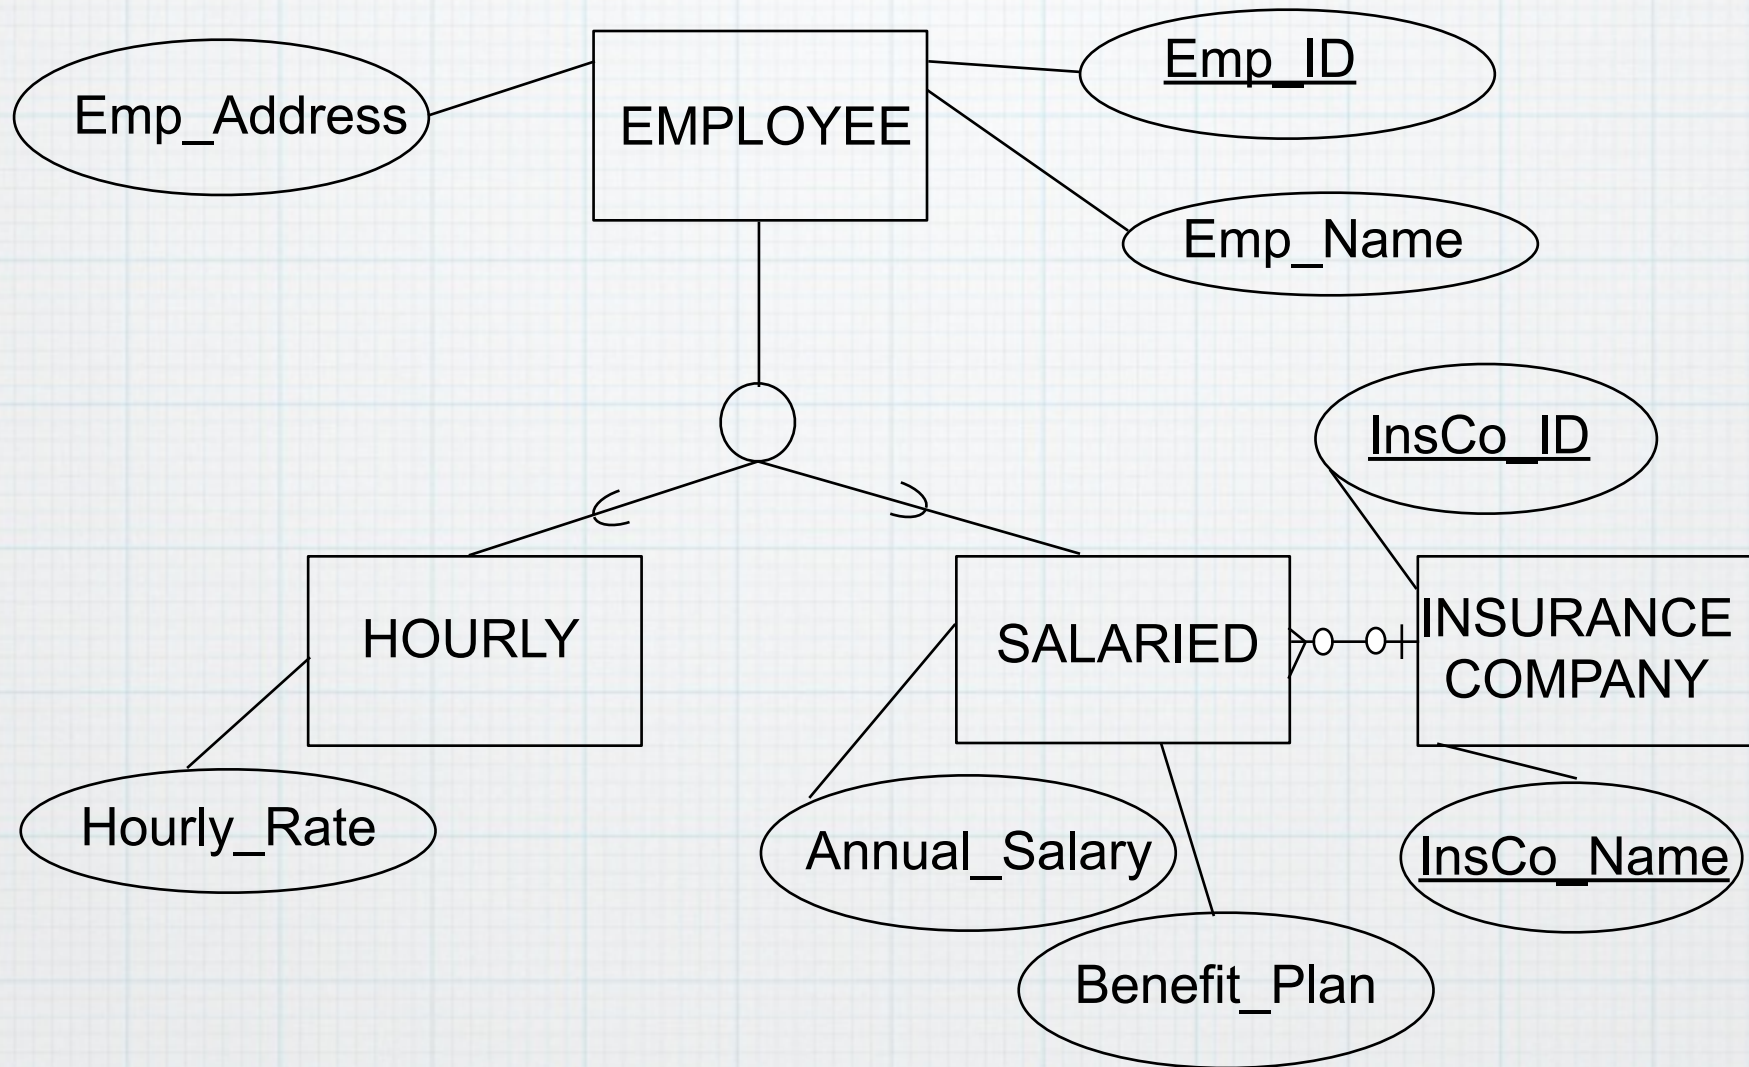 Emp_ID
Emp_Address
EMPLOYEE
Emp_Name
InsCo_ID
HOURLY
SALARIED
INSURANCE
COMPANY
Hourly_Rate
Annual_Salary
InsCo_Name
Benefit_Plan